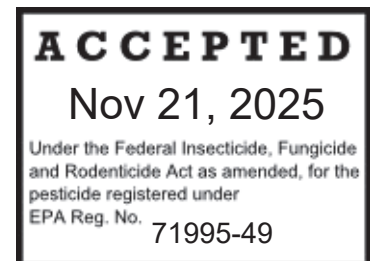 ACCEPTED
Nov 21, 2025
Under the Federal Insecticide, Fungicide
and Rodenticide Act as amended, for the
pesticide registered under
EPA Reg. No. 71995-49